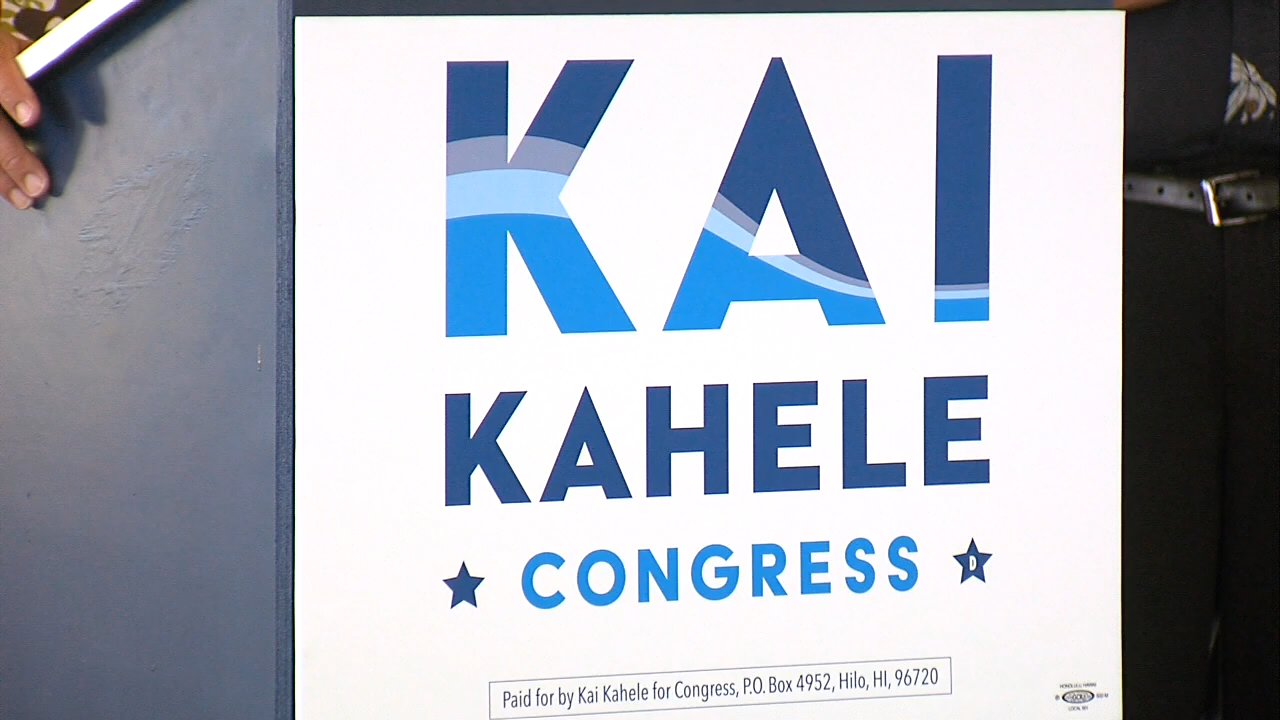 KAI
KAHELE
CONGRESS
D
Paid for by Kai Kahele for Congress, P.O. Box 4952, Hilo, HI, 96720